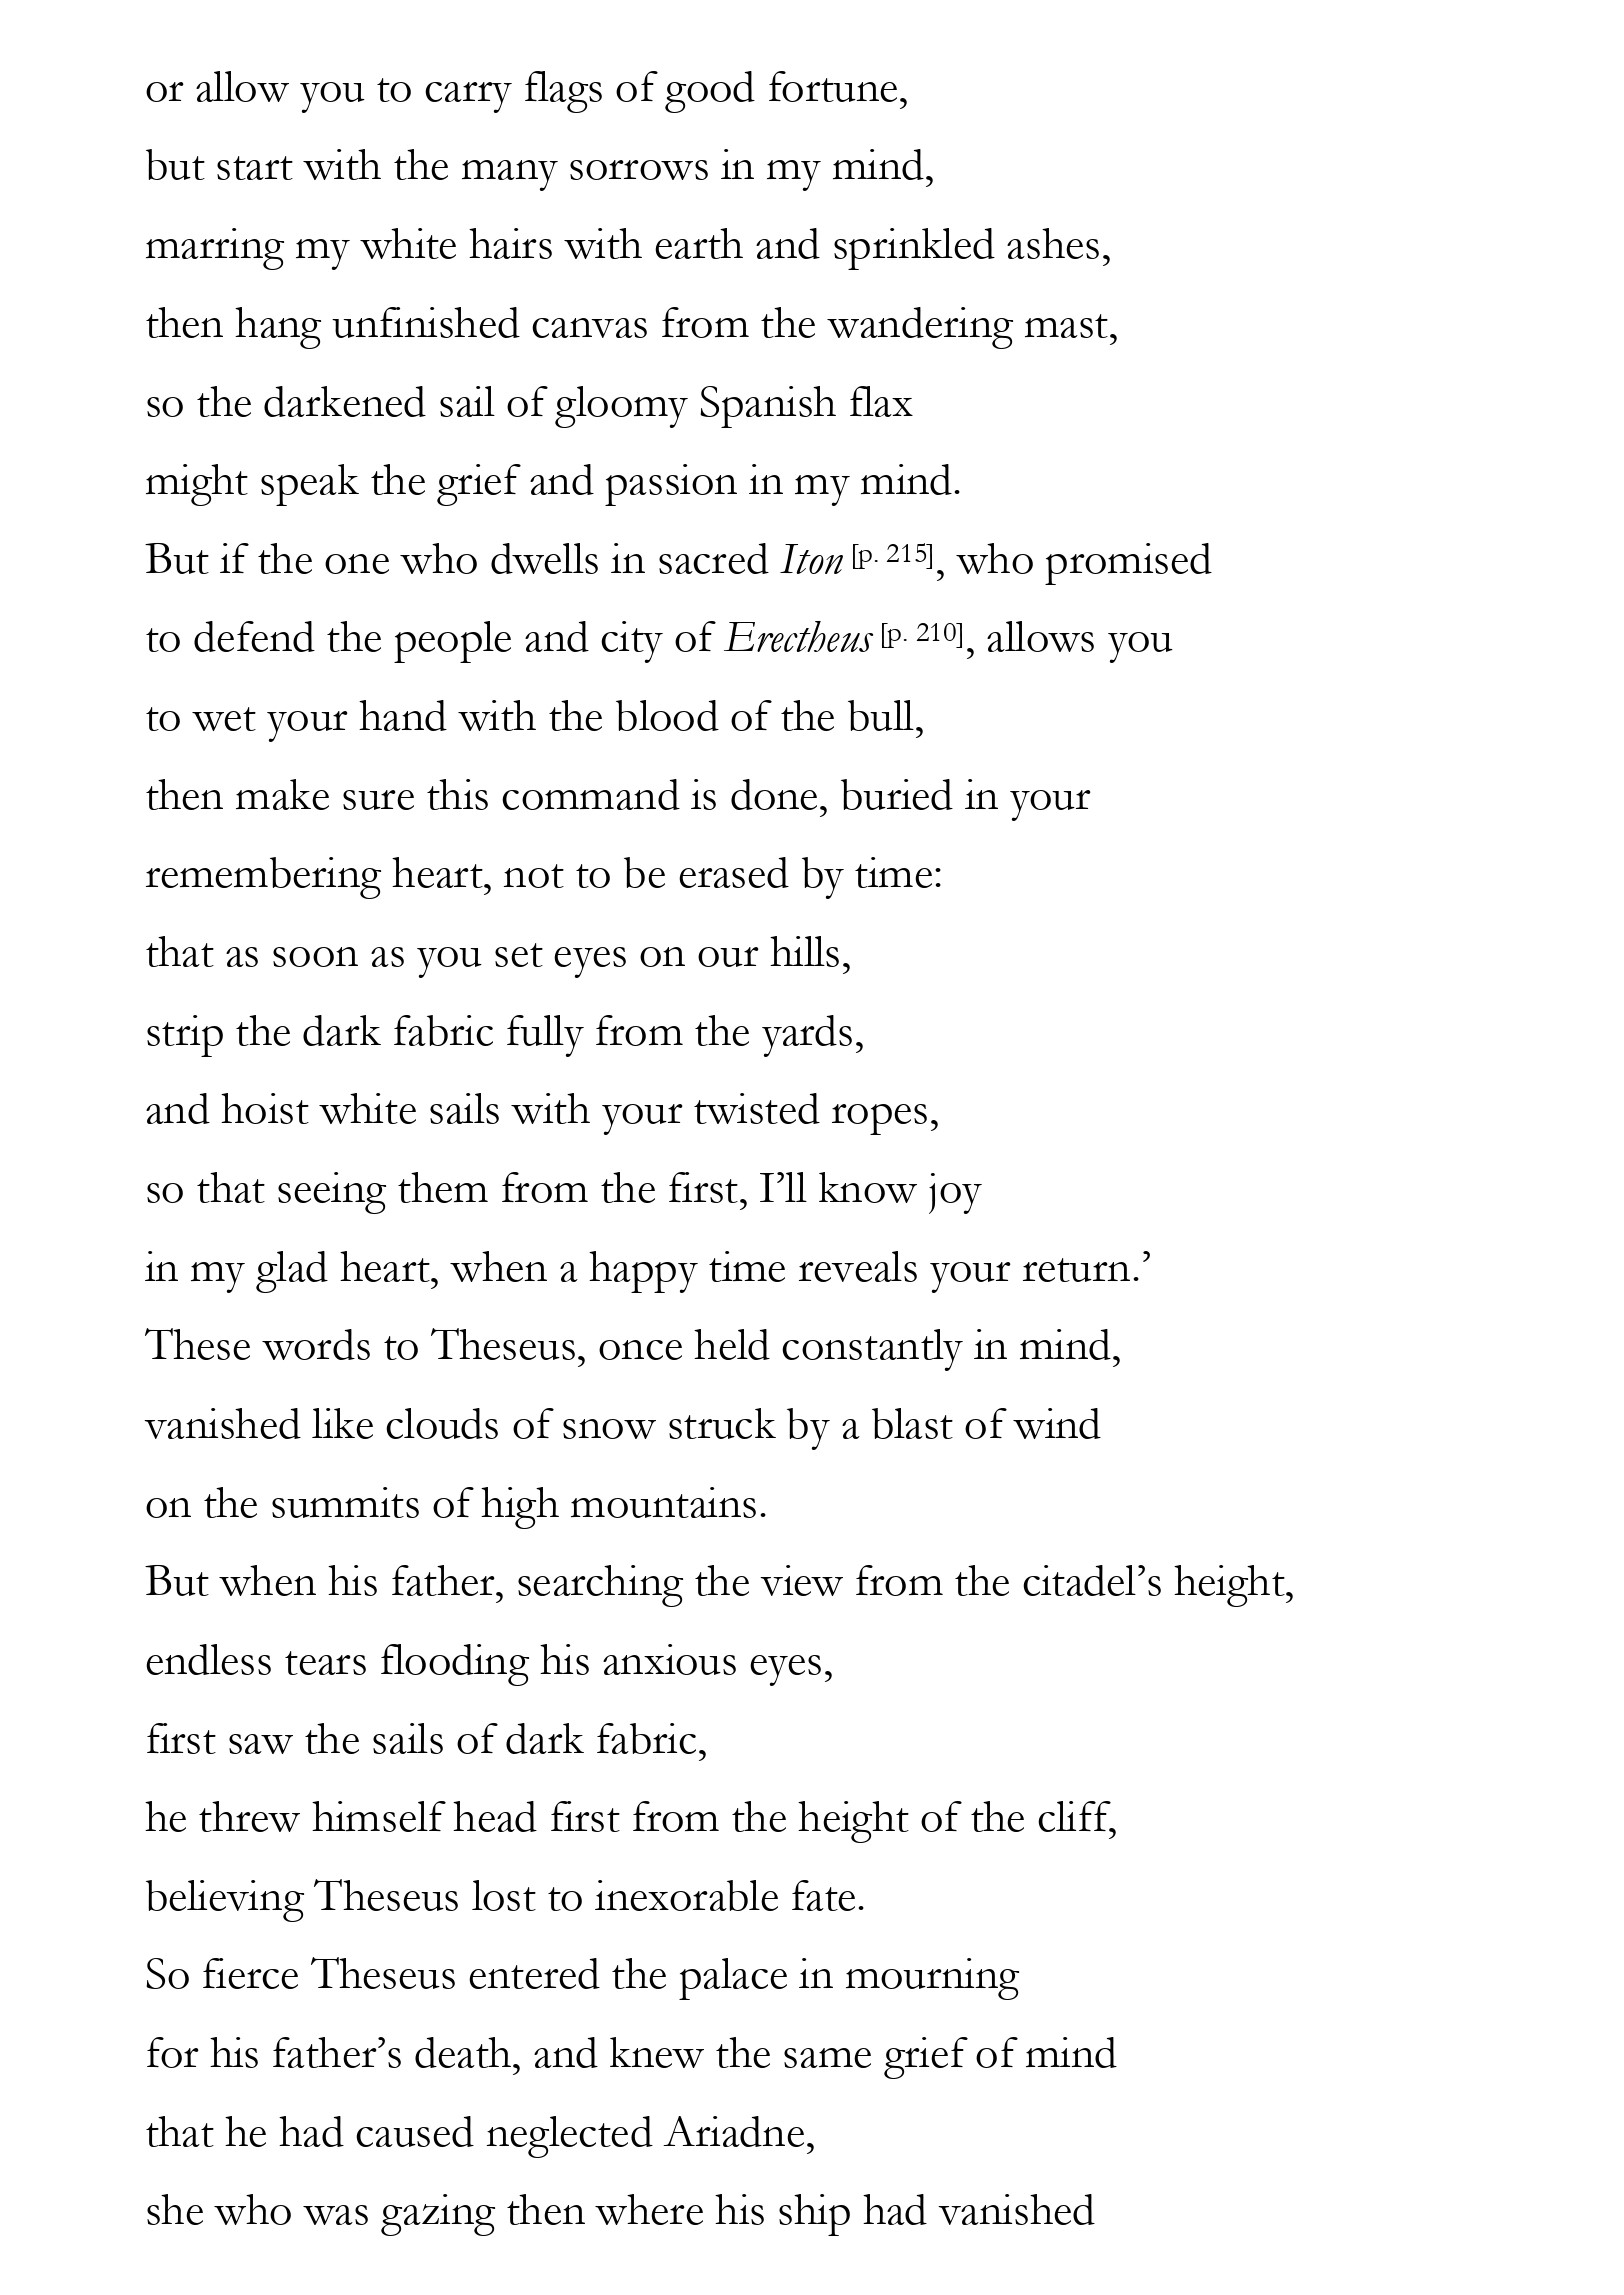 or allow you to carry flags of good fortune,
but start with the many sorrows in my mind,
marring my white hairs with earth and sprinkled ashes,
then hang unfinished canvas from the wandering mast,
so the darkened sail of gloomy Spanish flax
might speak the grief and passion in my mind.
But if the one who dwells in sacred Iton [p. 215], who promised
to defend the people and city of Erectheus [p. 210], allows you
to wet your hand with the blood of the bull,
then make sure this command is done, buried in your
remembering heart, not to be erased by time:
that as soon as you set eyes on our hills,
strip the dark fabric fully from the yards,
and hoist white sails with your twisted ropes,
so that seeing them from the first, I’ll know joy
in my glad heart, when a happy time reveals your return.’
These words to Theseus, once held constantly in mind,
vanished like clouds of snow struck by a blast of wind
on the summits of high mountains.
But when his father, searching the view from the citadel’s height,
endless tears flooding his anxious eyes,
first saw the sails of dark fabric,
he threw himself head first from the height of the cliff,
believing Theseus lost to inexorable fate.
So fierce Theseus entered the palace in mourning
for his father’s death, and knew the same grief of mind
that he had caused neglected Ariadne,
she who was gazing then where his ship had vanished